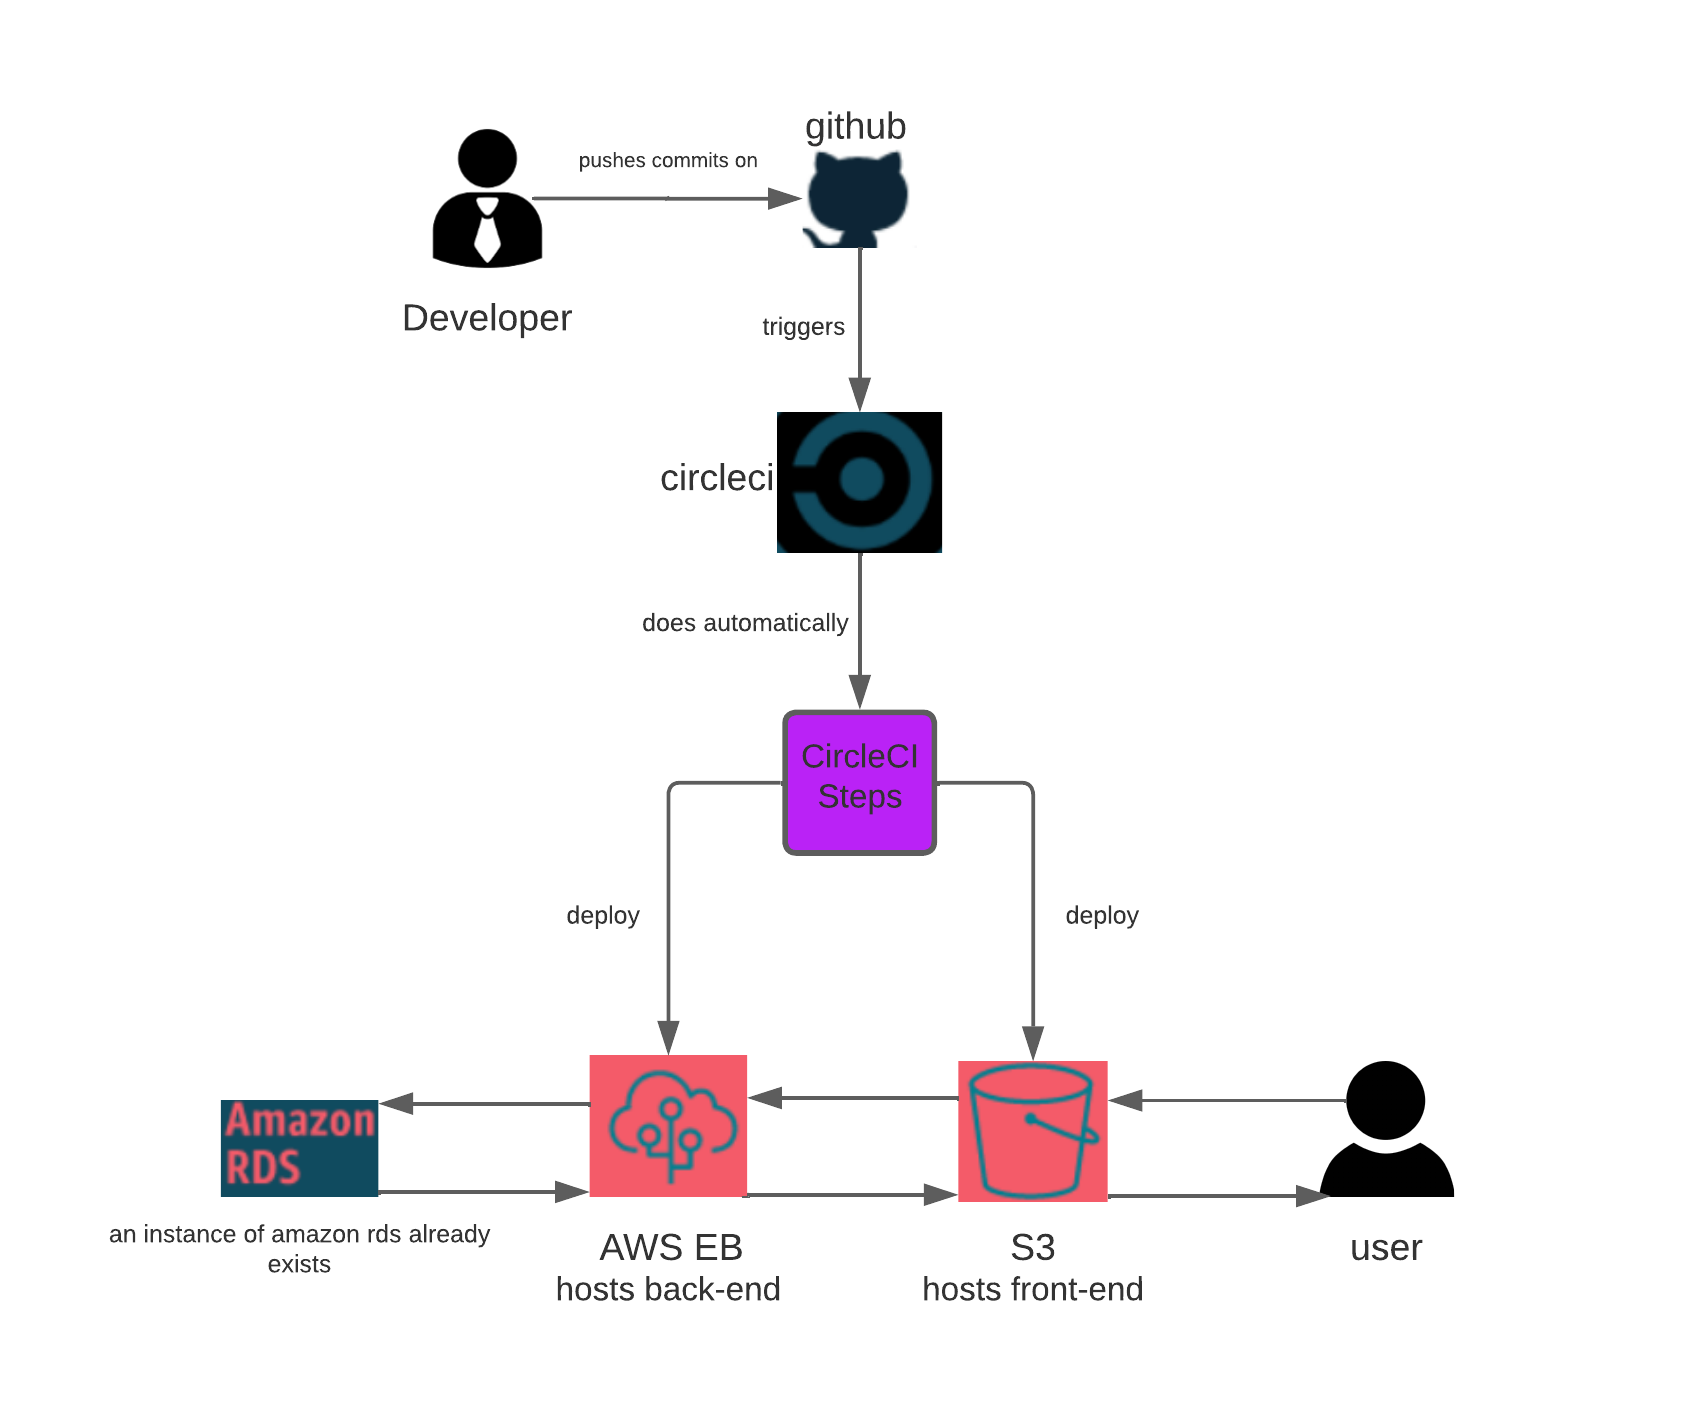 github
pushes commits on
Developer
triggers
circleci
does automatically
CircleCI
Steps
deploy
deploy
Amazon
RDS
an instance of amazon rds already
exists
AWS EB
hosts back-end
S3
hosts front-end
user